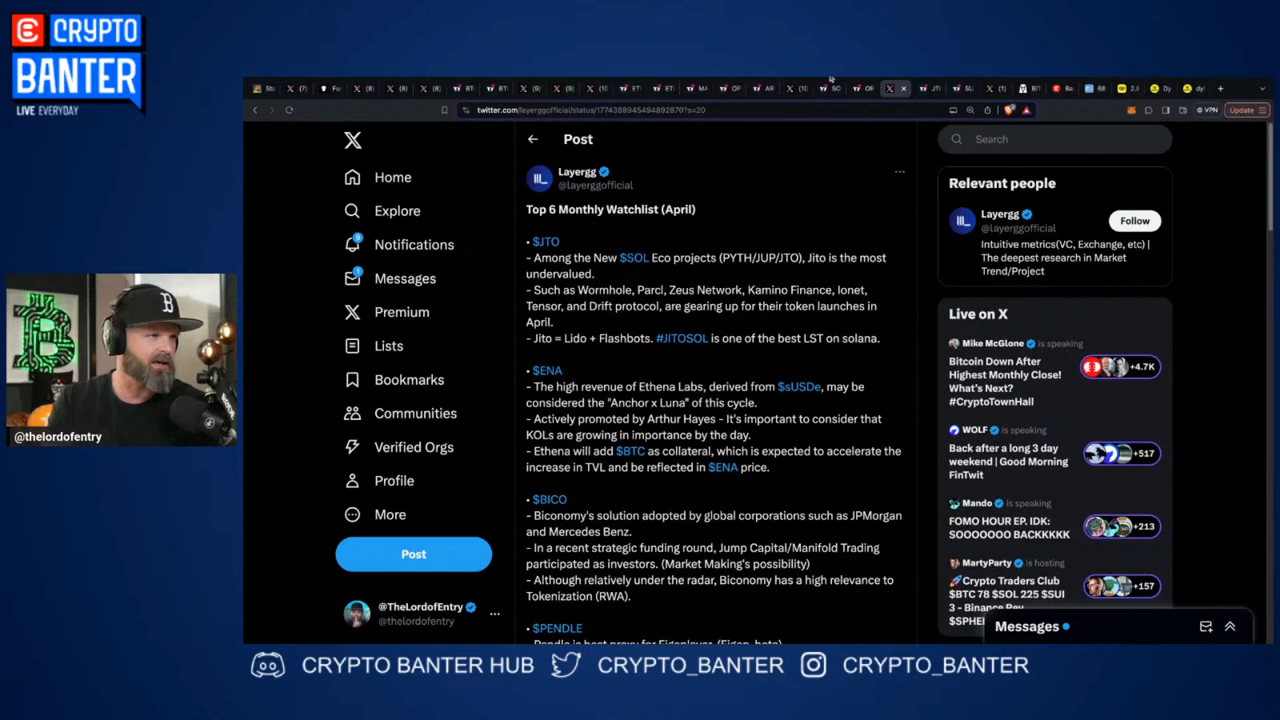 CRYPTO
BANTER
LIVE EVERYDAY
twitter.com/layerggofficial/status/1774388945494892870?s=20
VPN
Update
Home
Explore
9
Notifications
1
Messages
Premium
Lists
Bookmarks
Communities
Verified Orgs
Profile
More
Post
@TheLordofEntry
@thelordofentry
Post
Layergg
@layerggofficial
Top 6 Monthly Watchlist (April)
• $JTO
- Among the New $SOL Eco projects (PYTH/JUP/JTO), Jito is the most
undervalued.
- Such as Wormhole, Parcl, Zeus Network, Kamino Finance, Ionet,
Tensor, and Drift protocol, are gearing up for their token launches in
April.
- Jito = Lido + Flashbots. #JITOSOL is one of the best LST on solana.
• $ENA
- The high revenue of Ethena Labs, derived from $sUSDe, may be
considered the "Anchor x Luna" of this cycle.
- Actively promoted by Arthur Hayes - It's important to consider that
KOLs are growing in importance by the day.
- Ethena will add $BTC as collateral, which is expected to accelerate the
increase in TVL and be reflected in $ENA price.
• $BICO
- Biconomy's solution adopted by global corporations such as JPMorgan
and Mercedes Benz.
- In a recent strategic funding round, Jump Capital/Manifold Trading
participated as investors. (Market Making's possibility)
- Although relatively under the radar, Biconomy has a high relevance to
Tokenization (RWA).
• $PENDLE
Search
Relevant people
Layergg
@layerggofficial
Follow
Intuitive metrics(VC, Exchange, etc) |
The deepest research in Market
Trend/Project
Live on X
Mike McGlone is speaking
Bitcoin Down After
Highest Monthly Close!
What's Next?
#CryptoTownHall
+4.7K
WOLF is speaking
Back after a long 3 day
weekend | Good Morning
FinTwit
+517
Mando is speaking
FOMO HOUR EP. IDK:
SOOOOOO BACKKKKK
+213
MartyParty is hosting
Crypto Traders Club
$BTC 78 $SOL 225 $SUI
+157
Messages
@thelordofentry
CRYPTO BANTER HUB
CRYPTO_BANTER
CRYPTO_BANTER